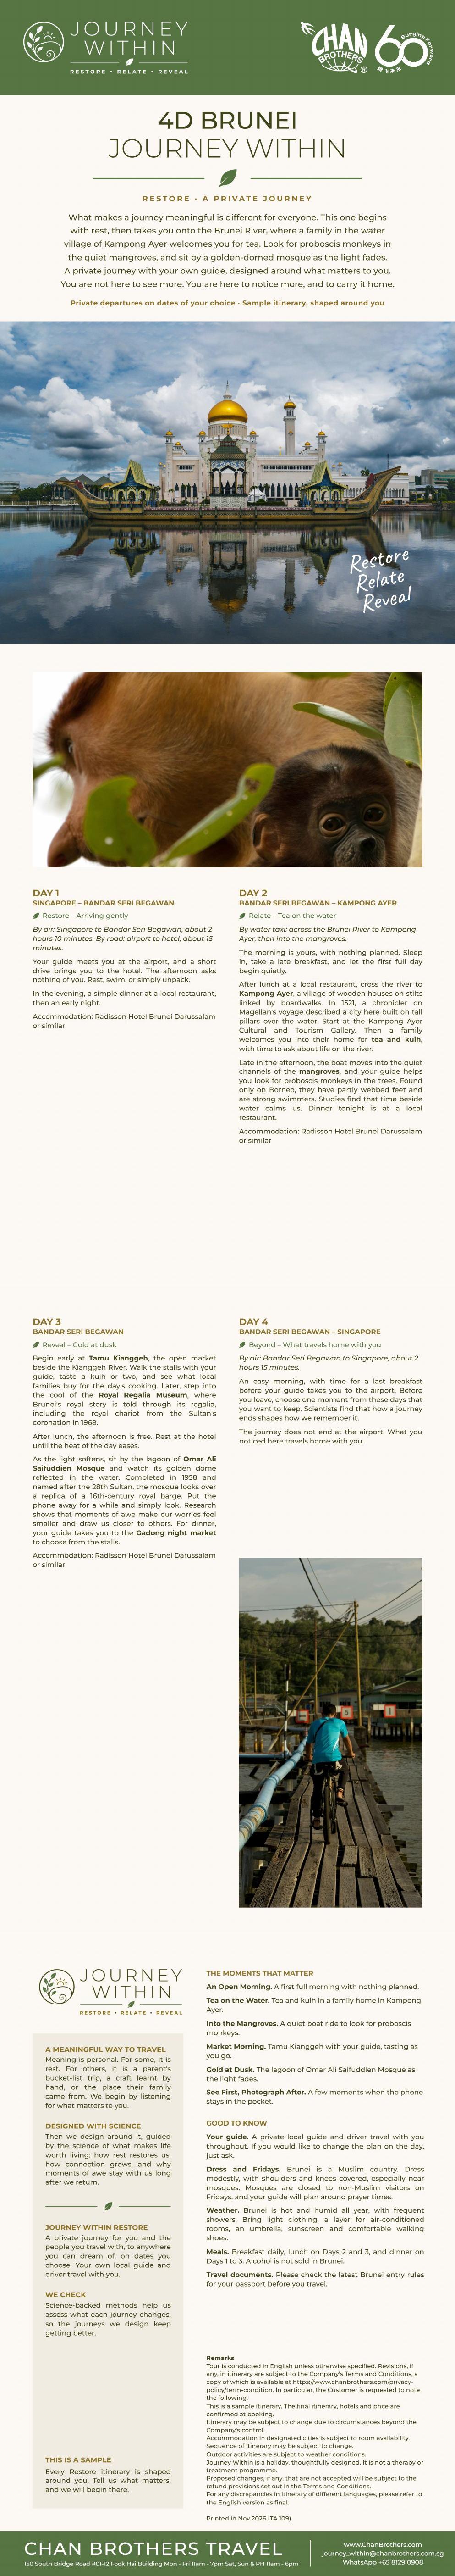 JOURNEY
WITHIN
RESTORE • RELATE • REVEAL
CHAN
BROTHERS
®
60
Surging Forward
腾飞未来
4D BRUNEI
JOURNEY WITHIN
RESTORE · A PRIVATE JOURNEY
What makes a journey meaningful is different for everyone. This one begins
with rest, then takes you onto the Brunei River, where a family in the water
village of Kampong Ayer welcomes you for tea. Look for proboscis monkeys in
the quiet mangroves, and sit by a golden-domed mosque as the light fades.
A private journey with your own guide, designed around what matters to you.
You are not here to see more. You are here to notice more, and to carry it home.
Private departures on dates of your choice · Sample itinerary, shaped around you
Restore
Relate
Reveal
DAY 1
SINGAPORE – BANDAR SERI BEGAWAN
Restore – Arriving gently
By air: Singapore to Bandar Seri Begawan, about 2
hours 10 minutes. By road: airport to hotel, about 15
minutes.
Your guide meets you at the airport, and a short
drive brings you to the hotel. The afternoon asks
nothing of you. Rest, swim, or simply unpack.
In the evening, a simple dinner at a local restaurant,
then an early night.
Accommodation: Radisson Hotel Brunei Darussalam
or similar
DAY 2
BANDAR SERI BEGAWAN – KAMPONG AYER
Relate – Tea on the water
By water taxi: across the Brunei River to Kampong
Ayer, then into the mangroves.
The morning is yours, with nothing planned. Sleep
in, take a late breakfast, and let the first full day
begin quietly.
After lunch at a local restaurant, cross the river to
Kampong Ayer, a village of wooden houses on stilts
linked by boardwalks. In 1521, a chronicler on
Magellan's voyage described a city here built on tall
pillars over the water. Start at the Kampong Ayer
Cultural and Tourism Gallery. Then a family
welcomes you into their home for tea and kuih,
with time to ask about life on the river.
Late in the afternoon, the boat moves into the quiet
channels of the mangroves, and your guide helps
you look for proboscis monkeys in the trees. Found
only on Borneo, they have partly webbed feet and
are strong swimmers. Studies find that time beside
water calms us. Dinner tonight is at a local
restaurant.
Accommodation: Radisson Hotel Brunei Darussalam
or similar
DAY 3
BANDAR SERI BEGAWAN
Reveal – Gold at dusk
Begin early at Tamu Kianggeh, the open market
beside the Kianggeh River. Walk the stalls with your
guide, taste a kuih or two, and see what local
families buy for the day's cooking. Later, step into
the cool of the Royal Regalia Museum, where
Brunei's royal story is told through its regalia,
including the royal chariot from the Sultan's
coronation in 1968.
After lunch, the afternoon is free. Rest at the hotel
until the heat of the day eases.
As the light softens, sit by the lagoon of Omar Ali
Saifuddien Mosque and watch its golden dome
reflected in the water. Completed in 1958 and
named after the 28th Sultan, the mosque looks over
a replica of a 16th-century royal barge. Put the
phone away for a while and simply look. Research
shows that moments of awe make our worries feel
smaller and draw us closer to others. For dinner,
your guide takes you to the Gadong night market
to choose from the stalls.
Accommodation: Radisson Hotel Brunei Darussalam
or similar
DAY 4
BANDAR SERI BEGAWAN – SINGAPORE
Beyond – What travels home with you
By air: Bandar Seri Begawan to Singapore, about 2
hours 15 minutes.
An easy morning, with time for a last breakfast
before your guide takes you to the airport. Before
you leave, choose one moment from these days that
you want to keep. Scientists find that how a journey
ends shapes how we remember it.
The journey does not end at the airport. What you
noticed here travels home with you.
JOURNEY
WITHIN
RESTORE • RELATE • REVEAL
A MEANINGFUL WAY TO TRAVEL
Meaning is personal. For some, it is
rest. For others, it is a parent's
bucket-list trip, a craft learnt by
hand, or the place their family
came from. We begin by listening
for what matters to you.
DESIGNED WITH SCIENCE
Then we design around it, guided
by the science of what makes life
worth living: how rest restores us,
how connection grows, and why
moments of awe stay with us long
after we return.
JOURNEY WITHIN RESTORE
A private journey for you and the
people you travel with, to anywhere
you can dream of, on dates you
choose. Your own local guide and
driver travel with you.
WE CHECK
Science-backed methods help us
assess what each journey changes,
so the journeys we design keep
getting better.
THIS IS A SAMPLE
Every Restore itinerary is shaped
around you. Tell us what matters,
and we will begin there.
THE MOMENTS THAT MATTER
An Open Morning. A first full morning with nothing planned.
Tea on the Water. Tea and kuih in a family home in Kampong
Ayer.
Into the Mangroves. A quiet boat ride to look for proboscis
monkeys.
Market Morning. Tamu Kianggeh with your guide, tasting as
you go.
Gold at Dusk. The lagoon of Omar Ali Saifuddien Mosque as
the light fades.
See First, Photograph After. A few moments when the phone
stays in the pocket.
GOOD TO KNOW
Your guide. A private local guide and driver travel with you
throughout. If you would like to change the plan on the day,
just ask.
Dress and Fridays. Brunei is a Muslim country. Dress
modestly, with shoulders and knees covered, especially near
mosques. Mosques are closed to non-Muslim visitors on
Fridays, and your guide will plan around prayer times.
Weather. Brunei is hot and humid all year, with frequent
showers. Bring light clothing, a layer for air-conditioned
rooms, an umbrella, sunscreen and comfortable walking
shoes.
Meals. Breakfast daily, lunch on Days 2 and 3, and dinner on
Days 1 to 3. Alcohol is not sold in Brunei.
Travel documents. Please check the latest Brunei entry rules
for your passport before you travel.
Remarks
Tour is conducted in English unless otherwise specified. Revisions, if
any, in itinerary are subject to the Company's Terms and Conditions, a
copy of which is available at https://www.chanbrothers.com/privacy-
policy/term-condition. In particular, the Customer is requested to note
the following:
This is a sample itinerary. The final itinerary, hotels and price are
confirmed at booking.
Itinerary may be subject to change due to circumstances beyond the
Company's control.
Accommodation in designated cities is subject to room availability.
Sequence of itinerary may be subject to change.
Outdoor activities are subject to weather conditions.
Journey Within is a holiday, thoughtfully designed. It is not a therapy or
treatment programme.
Proposed changes, if any, that are not accepted will be subject to the
refund provisions set out in the Terms and Conditions.
For any discrepancies in itinerary of different languages, please refer to
the English version as final.
Printed in Nov 2026 (TA 109)
CHAN BROTHERS TRAVEL
150 South Bridge Road #01-12 Fook Hai Building Mon - Fri 11am - 7pm Sat, Sun & PH 11am - 6pm
www.ChanBrothers.com
journey_within@chanbrothers.com.sg
WhatsApp +65 8129 0908